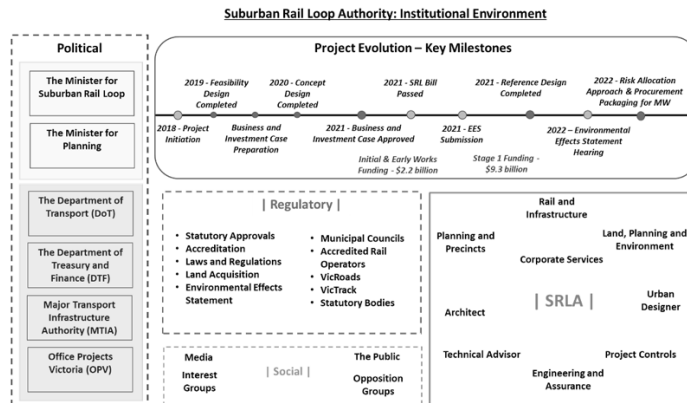 Suburban Rail Loop Authority: Institutional Environment
Political
The Minister for
Suburban Rail Loop
The Minister for
Planning
The Department of
Transport (DoT)
The Department of
Treasury and
Finance (DTF)
Major Transport
Infrastructure
Authority (MTIA)
Office Projects
Victoria (OPV)
Project Evolution – Key Milestones
2019 - Feasibility
Design
Completed
2020 - Concept
Design
Completed
2021 - SRL Bill
Passed
2021 - Reference Design
Completed
2022 - Risk Allocation
Approach & Procurement
Packaging for MW
2018 - Project
Initiation
Business and
Investment Case
Preparation
2021 - Business and
Investment Case Approved
Initial & Early Works
Funding - $2.2 billion
2021 - EES
Submission
Stage 1 Funding -
$9.3 billion
2022 – Environmental
Effects Statement
Hearing
| Regulatory |
• Statutory Approvals
• Accreditation
• Laws and Regulations
• Land Acquisition
• Environmental Effects
Statement
• Municipal Councils
• Accredited Rail
Operators
• VicRoads
• VicTrack
• Statutory Bodies
Media
The Public
Interest
Groups
| Social |
Opposition
Groups
Rail and
Infrastructure
Planning and
Precincts
Land, Planning and
Environment
Corporate Services
| SRLA |
Urban
Designer
Architect
Technical Advisor
Project Controls
Engineering and
Assurance